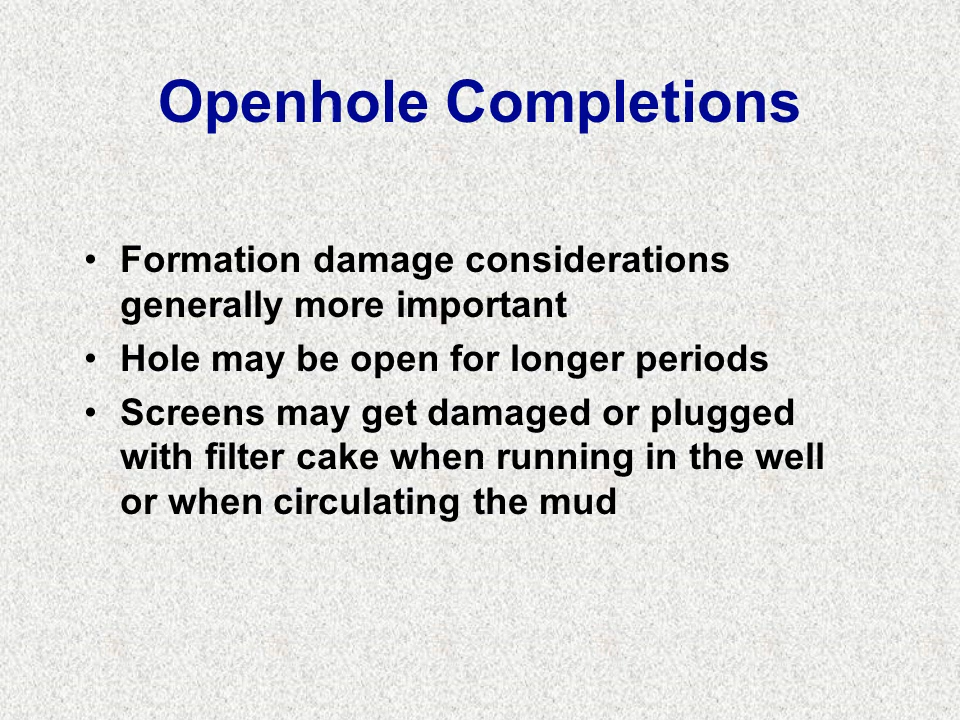 Openhole Completions
• Formation damage considerations
generally more important
• Hole may be open for longer periods
• Screens may get damaged or plugged
with filter cake when running in the well
or when circulating the mud